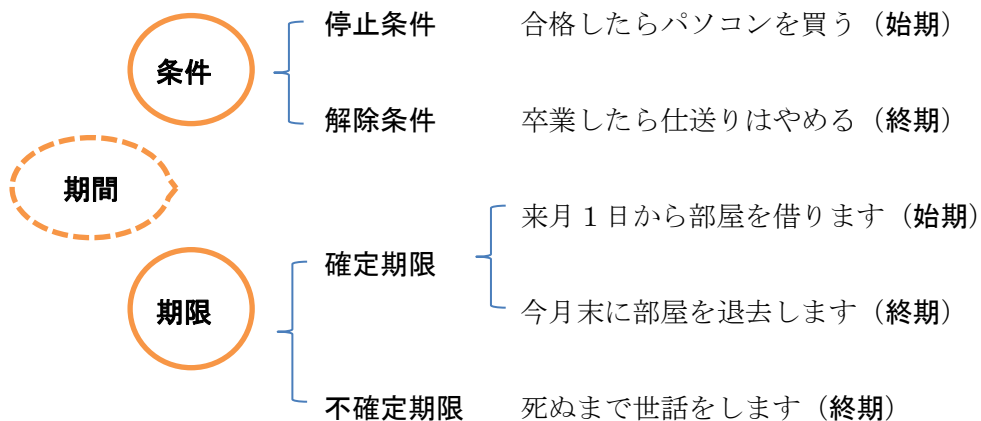 停止条件 合格したらパソコンを買う（始期）
条件
解除条件 卒業したら仕送りはやめる（終期）
期間
来月１日から部屋を借ります（始期）
確定期限
期限
今月末に部屋を退去します（終期）
不確定期限 死ぬまで世話をします（終期）